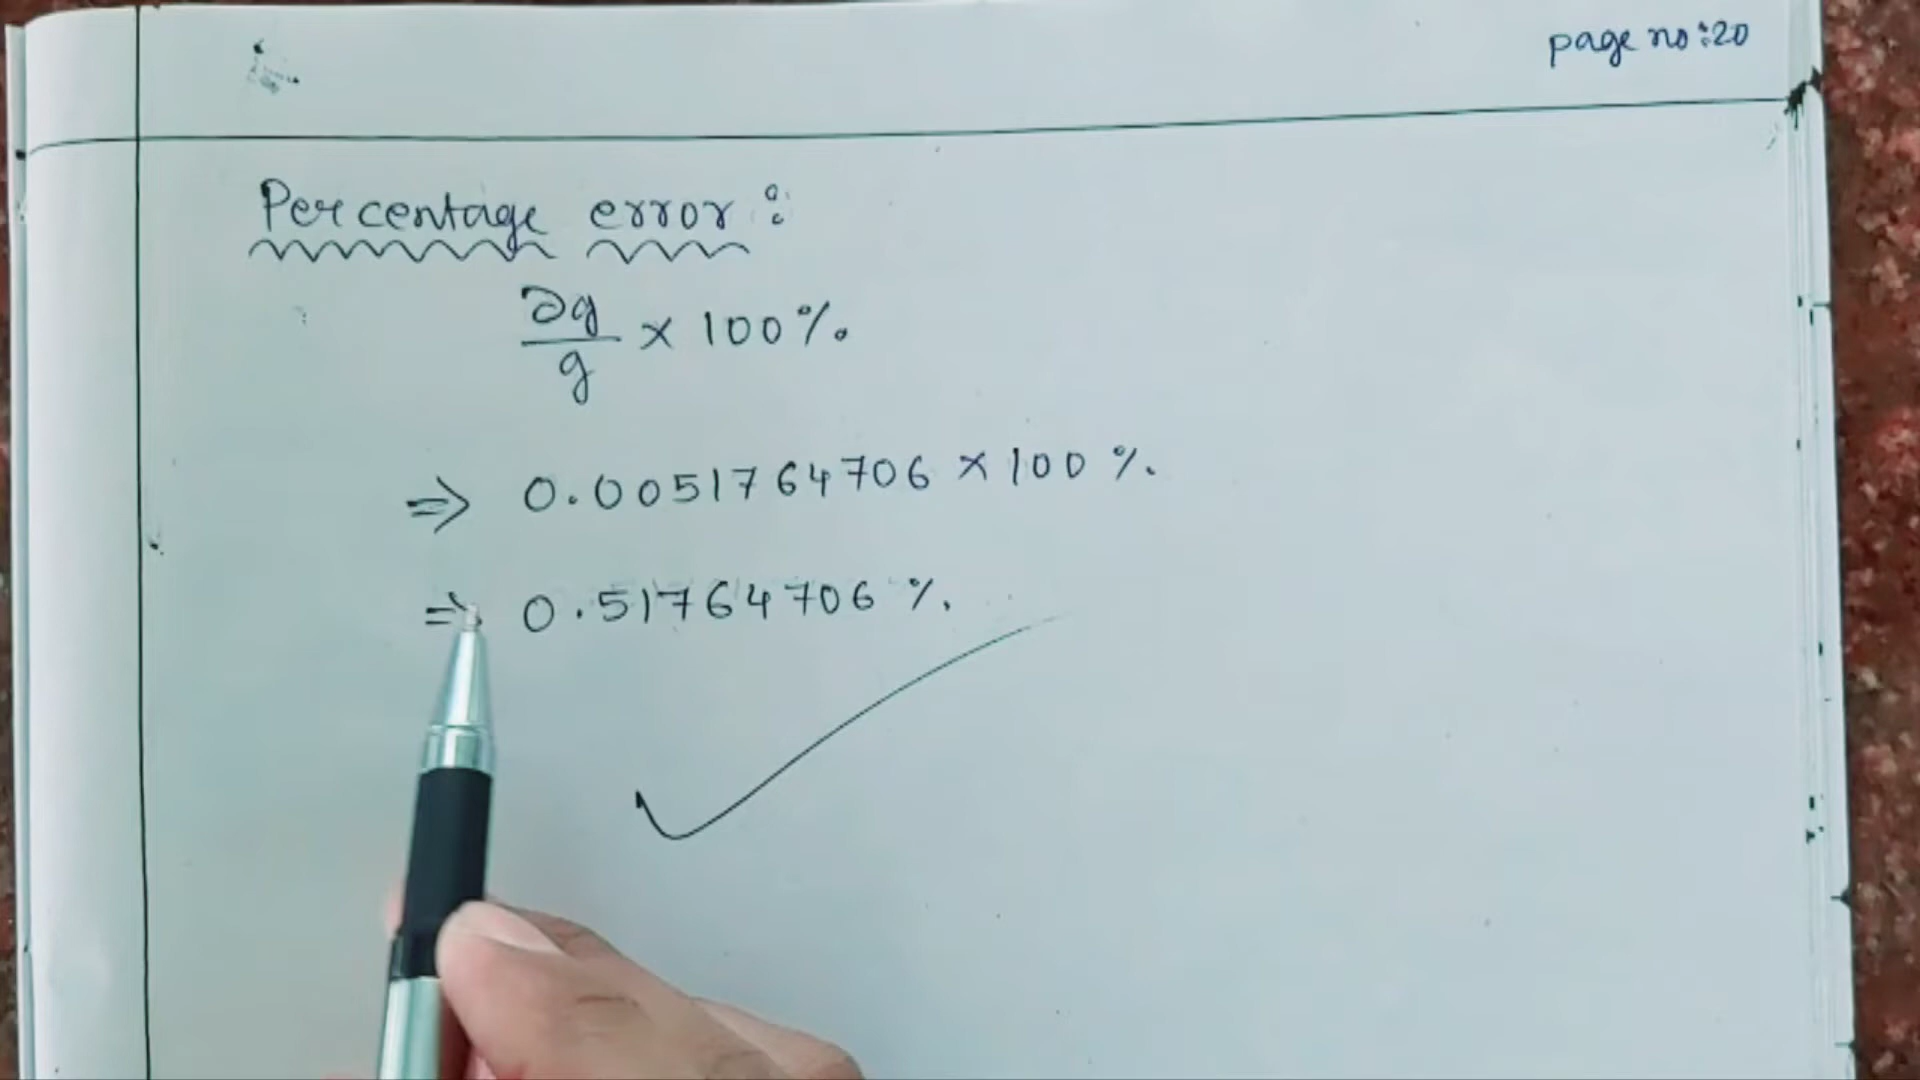 page no:20
Percentage error:
∂g/g × 100%.
⇒ 0.0051764706 × 100 %.
⇒ 0.51764706 %.